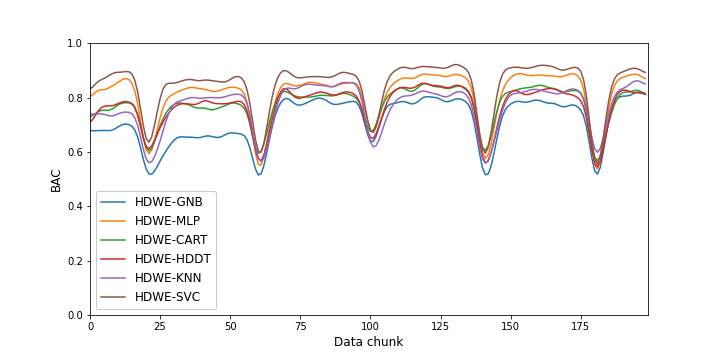 1.0
0.8
0.6
0.4
0.2
0.0
BAC
HDWE-GNB
HDWE-MLP
HDWE-CART
HDWE-HDDT
HDWE-KNN
HDWE-SVC
0 25 50 75 100 125 150 175
Data chunk